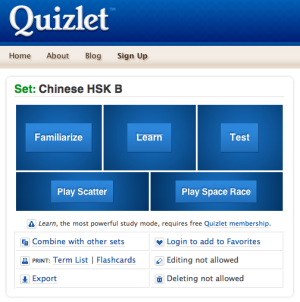 Quizlet
Home About Blog Sign Up
Set: Chinese HSK B
Familiarize Learn Test
Play Scatter Play Space Race
Learn, the most powerful study mode, requires free Quizlet membership.
Combine with other sets Login to add to Favorites
PRINT: Term List | Flashcards Editing not allowed
Export Deleting not allowed